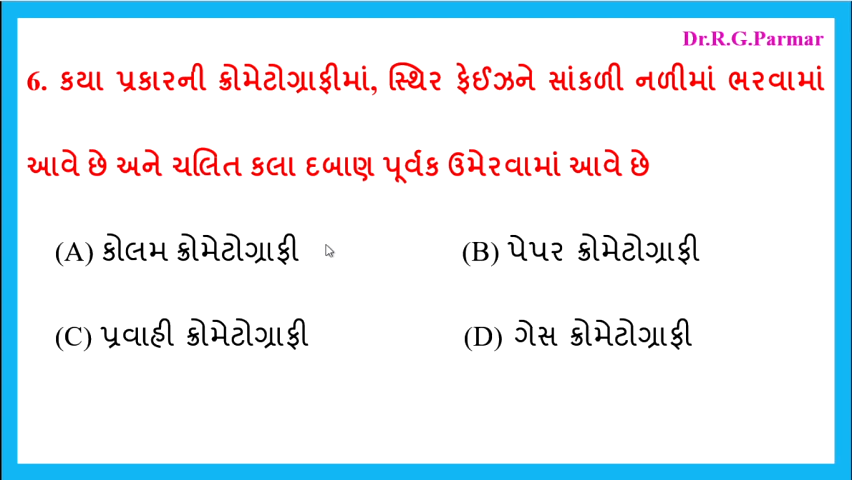 Dr.R.G.Parmar
6. કયા પ્રકારની ક્રોમેટોગ્રાફીમાં, સ્થિર ફેઈઝને સાંકળી નળીમાં ભરવામાં
આવે છે અને ચલિત કલા દબાણ પૂર્વક ઉમેરવામાં આવે છે
(A) કોલમ ક્રોમેટોગ્રાફી (B) પેપર ક્રોમેટોગ્રાફી
(C) પ્રવાહી ક્રોમેટોગ્રાફી (D) ગેસ ક્રોમેટોગ્રાફી